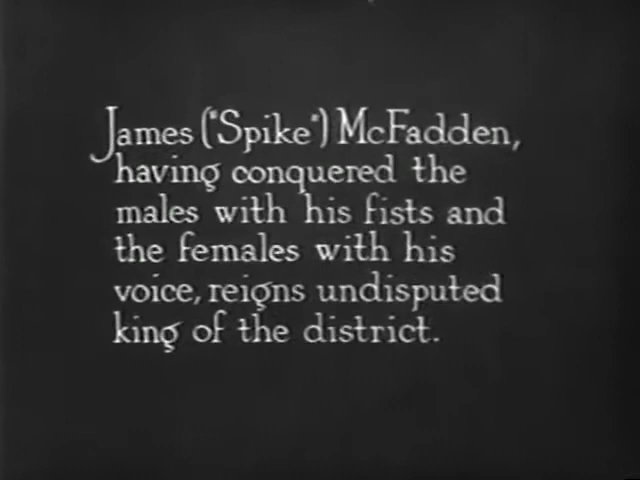 James ("Spike") McFadden,
having conquered the
males with his fists and
the females with his
voice, reigns undisputed
king of the district.